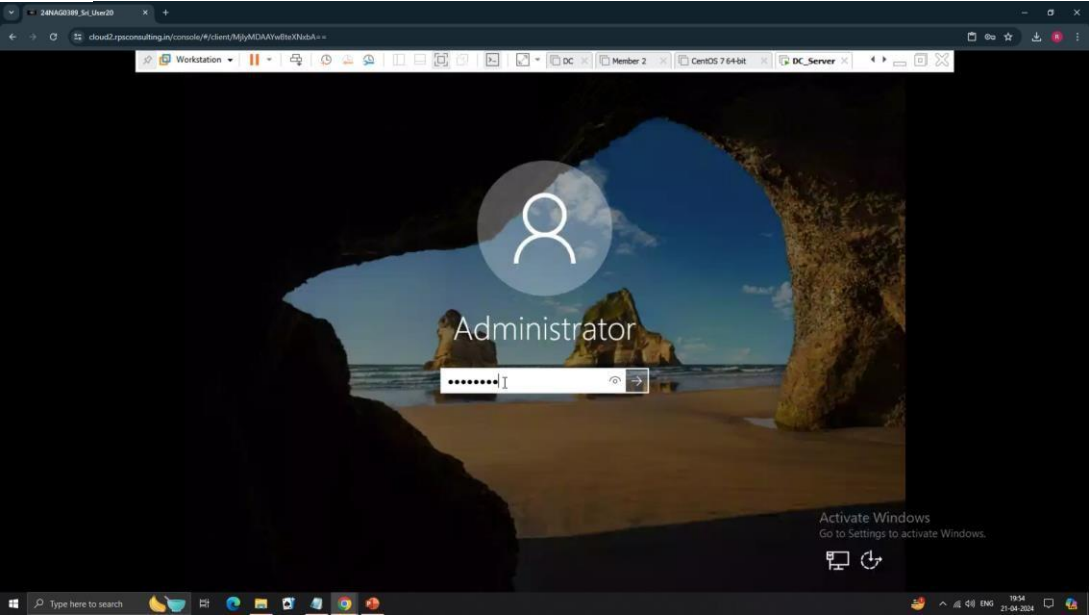 24NAG0389_Sri_User20
cloud2.rpsconsulting.in/console/#/client/MjIyMDAAYwBteXNxbA==
Workstation
DC
Member 2
CentOS 7 64-bit
DC_Server
Administrator
Activate Windows
Go to Settings to activate Windows.
Type here to search
ENG
19:54
21-04-2024